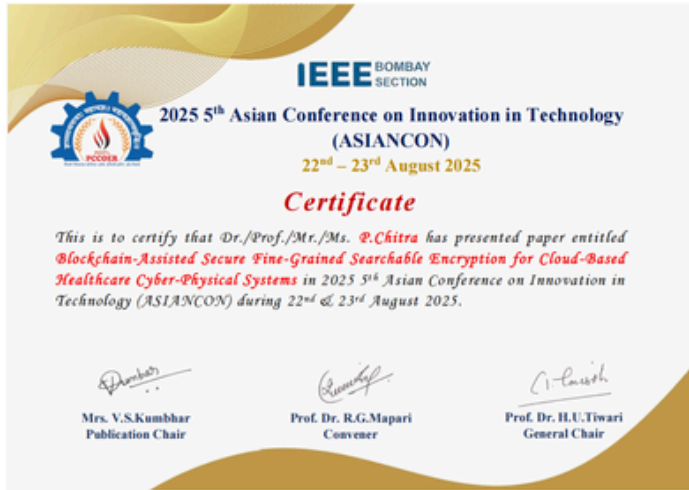 IEEE BOMBAY
SECTION
2025 5th Asian Conference on Innovation in Technology
(ASIANCON)
22nd – 23rd August 2025
PCCOER
Certificate
This is to certify that Dr./Prof./Mr./Ms. P.Chitra has presented paper entitled
Blockchain-Assisted Secure Fine-Grained Searchable Encryption for Cloud-Based
Healthcare Cyber-Physical Systems in 2025 5th Asian Conference on Innovation in
Technology (ASIANCON) during 22nd & 23rd August 2025.
Mrs. V.S.Kumbhar
Publication Chair
Prof. Dr. R.G.Mapari
Convener
Prof. Dr. H.U.Tiwari
General Chair